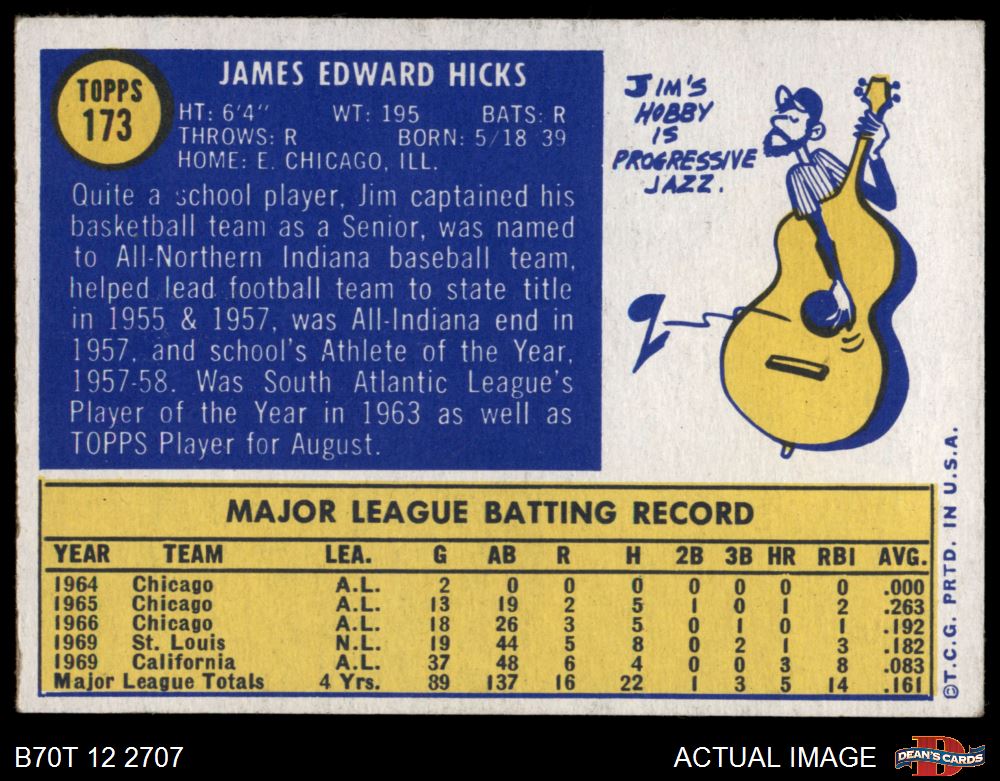 TOPPS
173
JAMES EDWARD HICKS
HT: 6'4" WT: 195 BATS: R
THROWS: R BORN: 5/18 39
HOME: E. CHICAGO, ILL.
Quite a school player, Jim captained his
basketball team as a Senior, was named
to All-Northern Indiana baseball team,
helped lead football team to state title
in 1955 & 1957, was All-Indiana end in
1957, and school's Athlete of the Year,
1957-58. Was South Atlantic League's
Player of the Year in 1963 as well as
TOPPS Player for August.
JIM'S
HOBBY
IS
PROGRESSIVE
JAZZ.
MAJOR LEAGUE BATTING RECORD
YEAR TEAM LEA. G AB R H 2B 3B HR RBI AVG.
1964 Chicago A.L. 2 0 0 0 0 0 0 0 .000
1965 Chicago A.L. 13 19 2 5 1 0 1 2 .263
1966 Chicago A.L. 18 26 3 5 0 1 0 1 .192
1969 St. Louis N.L. 19 44 5 8 0 2 1 3 .182
1969 California A.L. 37 48 6 4 0 0 3 8 .083
Major League Totals 4 Yrs. 89 137 16 22 1 3 5 14 .161
©T.C.G. PRTD. IN U.S.A.
B70T 12 2707
ACTUAL IMAGE
D
DEAN'S CARDS